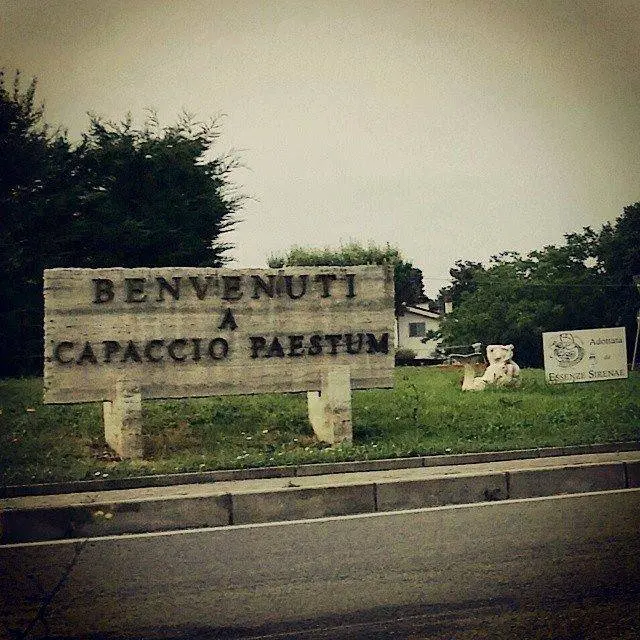 BENVENUTI
A
CAPACCIO PAESTUM
Adottata
da
ESSENZE SIRENAE